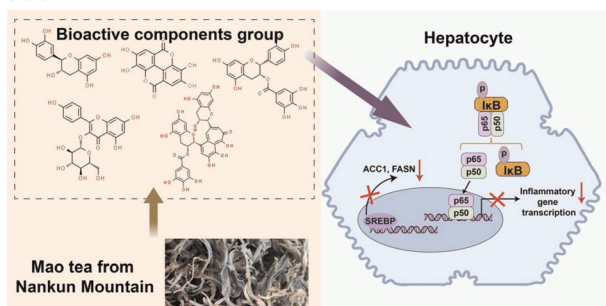 Bioactive components group
Mao tea from
Nankun Mountain
Hepatocyte
p
IκB
p65
p50
p65
p50
p
IκB
ACC1, FASN
p65
p50
SREBP
Inflammatory
gene
transcription